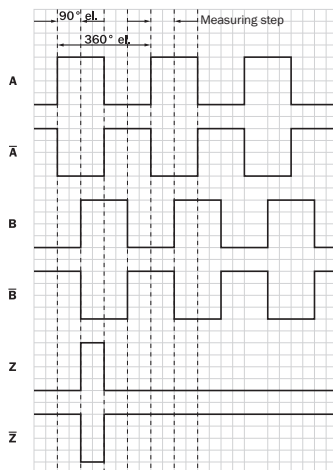 90° el.
Measuring step
360° el.
A
A̅
B
B̅
Z
Z̅